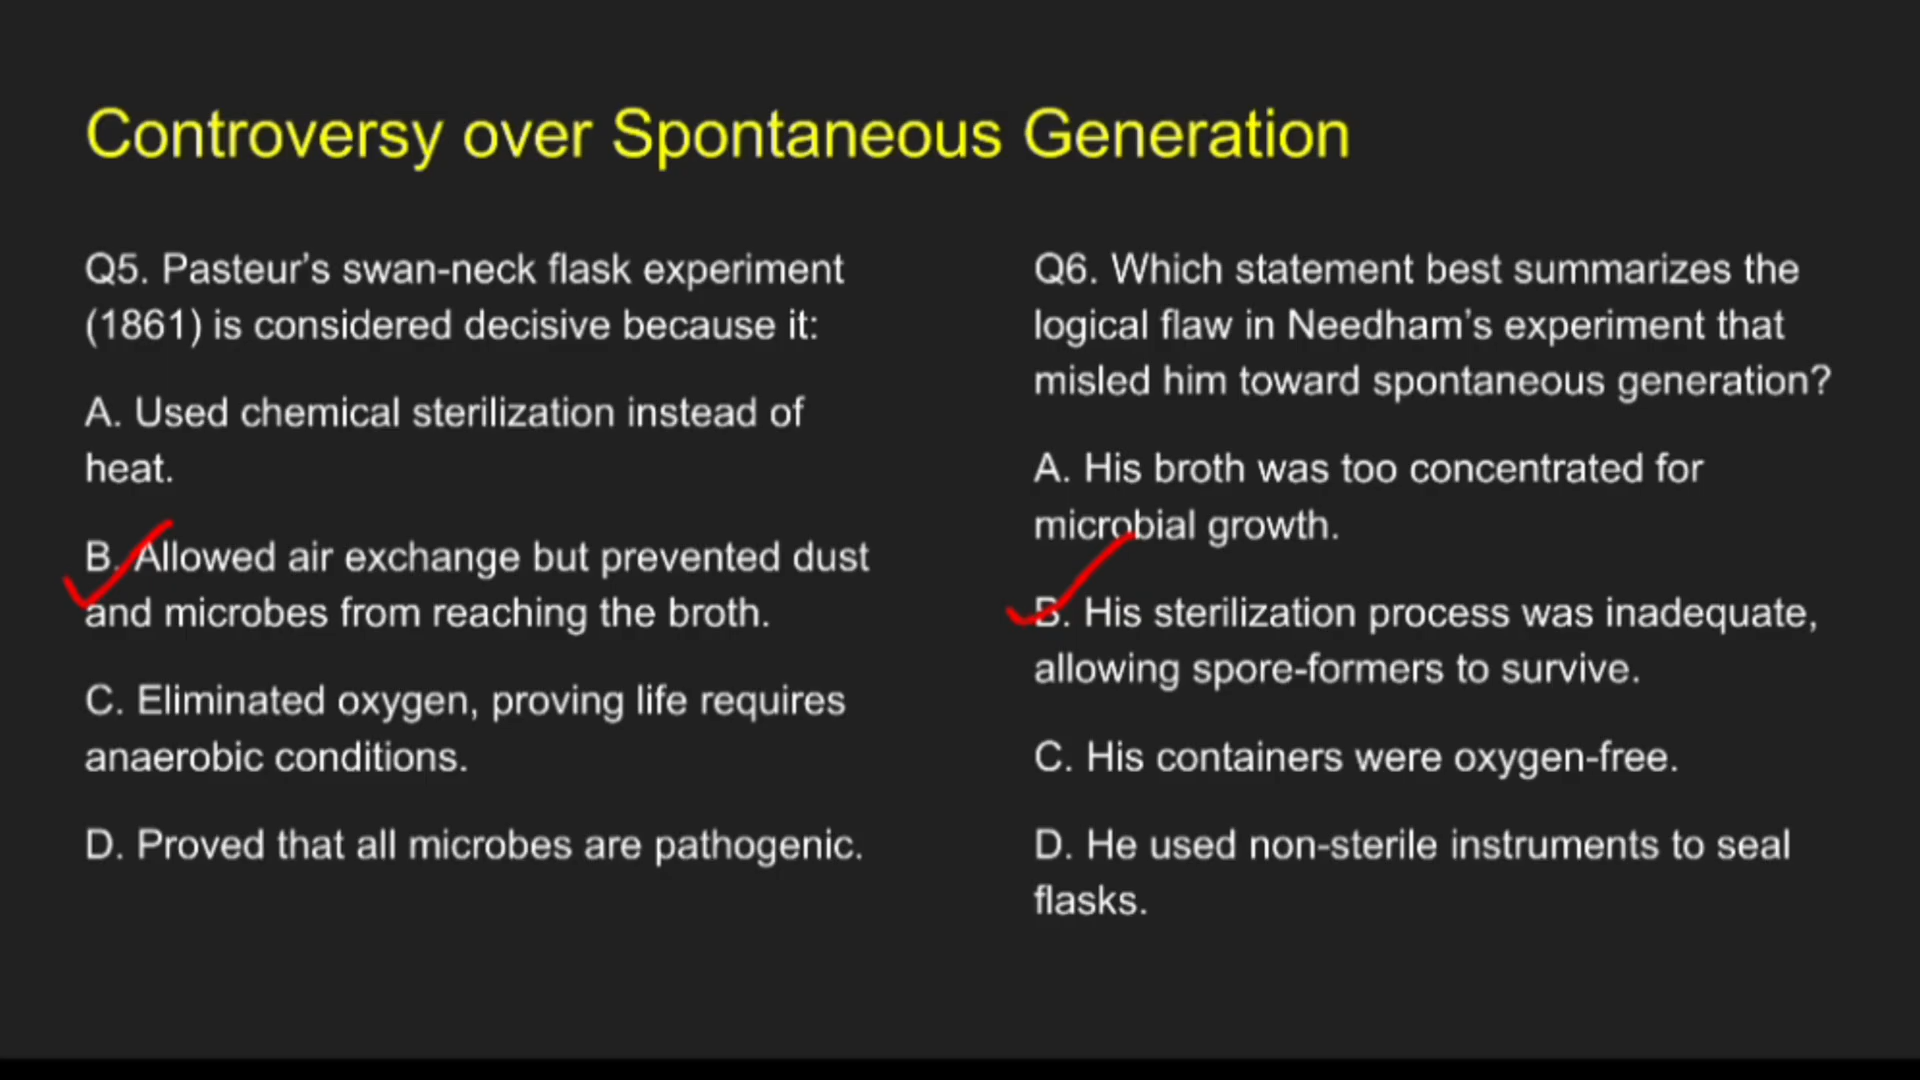 Controversy over Spontaneous Generation
Q5. Pasteur’s swan-neck flask experiment
(1861) is considered decisive because it:
A. Used chemical sterilization instead of
heat.
B. Allowed air exchange but prevented dust
and microbes from reaching the broth.
C. Eliminated oxygen, proving life requires
anaerobic conditions.
D. Proved that all microbes are pathogenic.
Q6. Which statement best summarizes the
logical flaw in Needham’s experiment that
misled him toward spontaneous generation?
A. His broth was too concentrated for
microbial growth.
B. His sterilization process was inadequate,
allowing spore-formers to survive.
C. His containers were oxygen-free.
D. He used non-sterile instruments to seal
flasks.